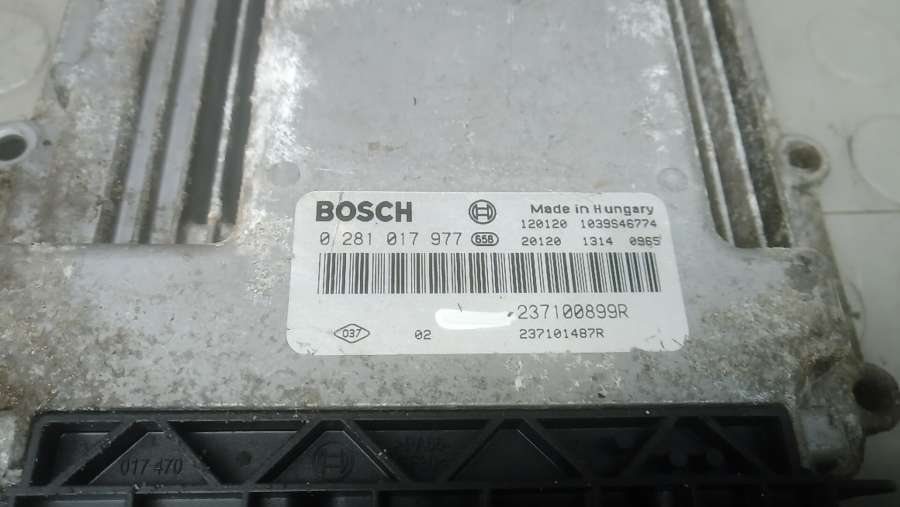 BOSCH Made in Hungary
120120 1039S46774
0 281 017 977 65B 20120 1314 0965
237100899R
037 02 237101487R
017 470